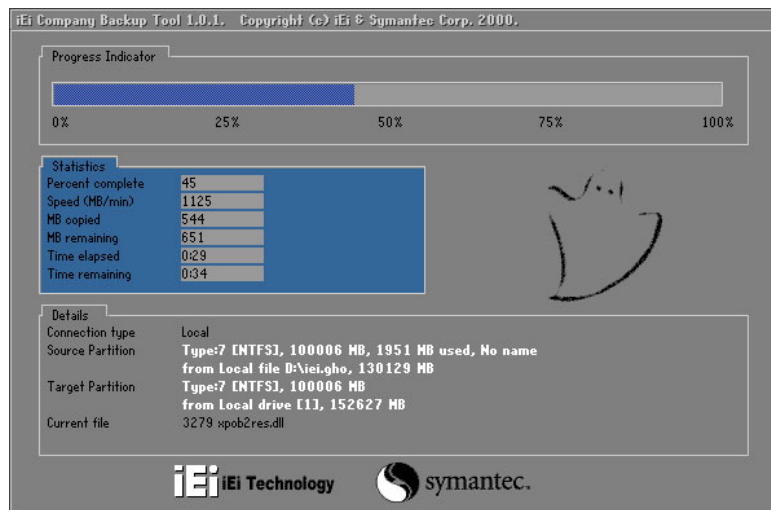 iEi Company Backup Tool 1.0.1.   Copyright (c) iEi & Symantec Corp. 2000.
Progress Indicator
0% 25% 50% 75% 100%
Statistics
Percent complete 45
Speed (MB/min) 1125
MB copied 544
MB remaining 651
Time elapsed 0:29
Time remaining 0:34
Details
Connection type Local
Source Partition Type:7 [NTFS], 100006 MB, 1951 MB used, No name
from Local file D:\iei.gho, 130129 MB
Target Partition Type:7 [NTFS], 100006 MB
from Local drive [1], 152627 MB
Current file 3279 xpob2res.dll
iEi iEi Technology symantec.